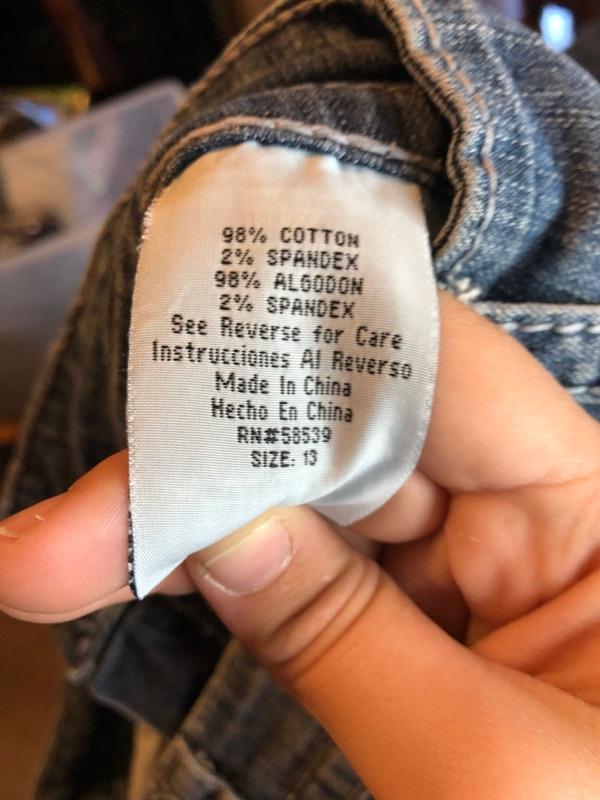 98% COTTON
2% SPANDEX
98% ALGODON
2% SPANDEX
See Reverse for Care
Instrucciones Al Reverso
Made In China
Hecho En China
RN#58539
SIZE: 13